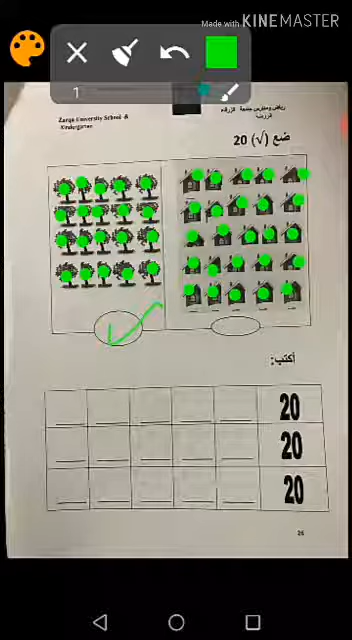 Made with KINEMASTER
1
Zarqa University School &
Kindergarten
رياض ومدارس جامعة الزرقاء
ضع (√) 20
أكتب:
20
20
20
26